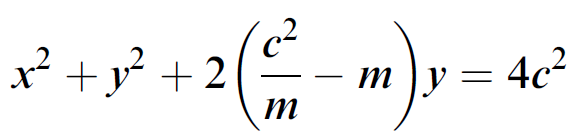 x² + y² + 2(c²/m − m)y = 4c²